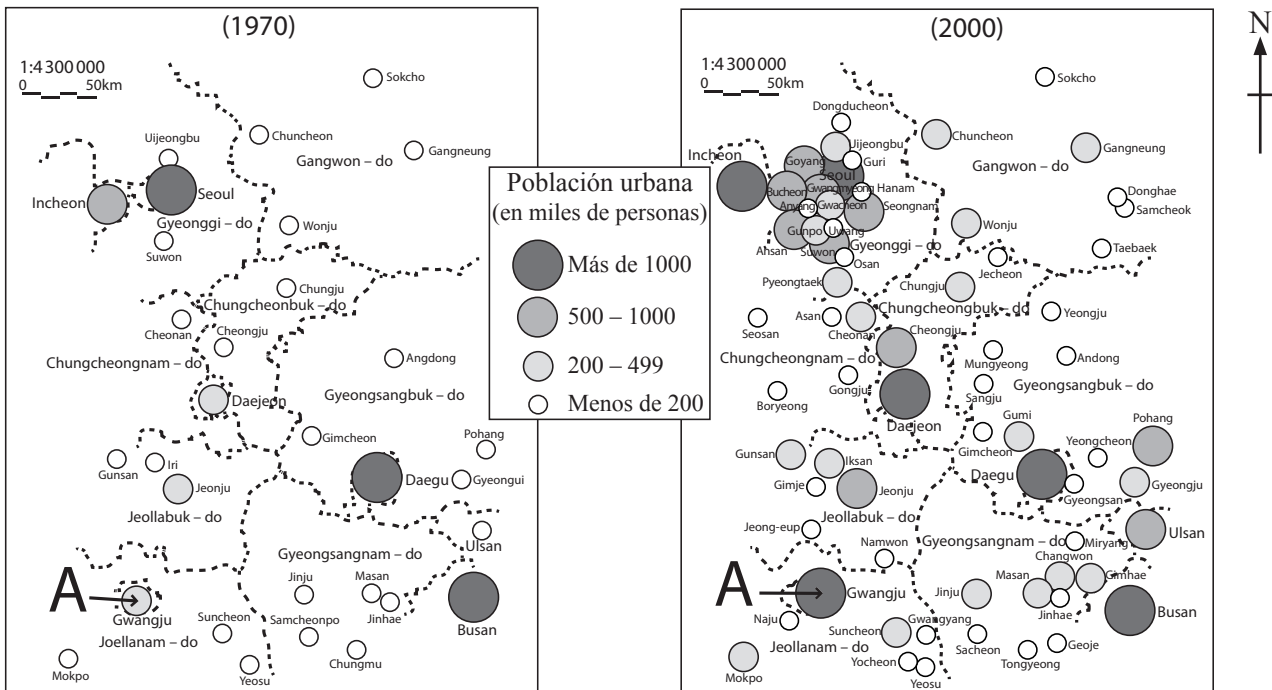 (1970)
1:4 300 000
0 50km
Sokcho
Uijeongbu
Chuncheon
Gangneung
Gangwon – do
Incheon
Seoul
Gyeonggi – do
Wonju
Suwon
Chungju
Chungcheonbuk – do
Cheonan
Cheongju
Chungcheongnam – do
Angdong
Daejeon
Gyeongsangbuk – do
Gimcheon
Pohang
Gunsan
Iri
Jeonju
Daegu
Gyeongui
Jeollabuk – do
Ulsan
Gyeongsangnam – do
A
Gwangju
Jinju
Masan
Jinhae
Busan
Suncheon
Samcheonpo
Joellanam – do
Chungmu
Mokpo
Yeosu
Población urbana
(en miles de personas)
Más de 1000
500 – 1000
200 – 499
Menos de 200
(2000)
1:4 300 000
0 50km
Sokcho
Dongducheon
Uijeongbu
Chuncheon
Gangneung
Incheon
Goyang
Guri
Seoul
Gangwon – do
Bucheon
Gwangmyeong
Hanam
Donghae
Anyang
Gwacheon
Seongnam
Samcheok
Gunpo
Uwang
Wonju
Ahsan
Suwon
Gyeonggi – do
Taebaek
Osan
Jecheon
Pyeongtaek
Chungju
Chungcheongbuk – do
Seosan
Asan
Cheonan
Cheongju
Yeongju
Chungcheongnam – do
Mungyeong
Andong
Gongju
Gyeongsangbuk – do
Boryeong
Sangju
Daejeon
Gumi
Pohang
Gimcheon
Yeongcheon
Gunsan
Iksan
Daegu
Gimje
Jeonju
Gyeongsan
Gyeongju
Jeollabuk – do
Jeong-eup
Namwon
Gyeongsangnam – do
Miryang
Ulsan
Changwon
A
Gwangju
Jinju
Masan
Gimhae
Jinhae
Busan
Naju
Suncheon
Gwangyang
Jeollanam – do
Sacheon
Geoje
Yocheon
Tongyeong
Mokpo
Yeosu
N